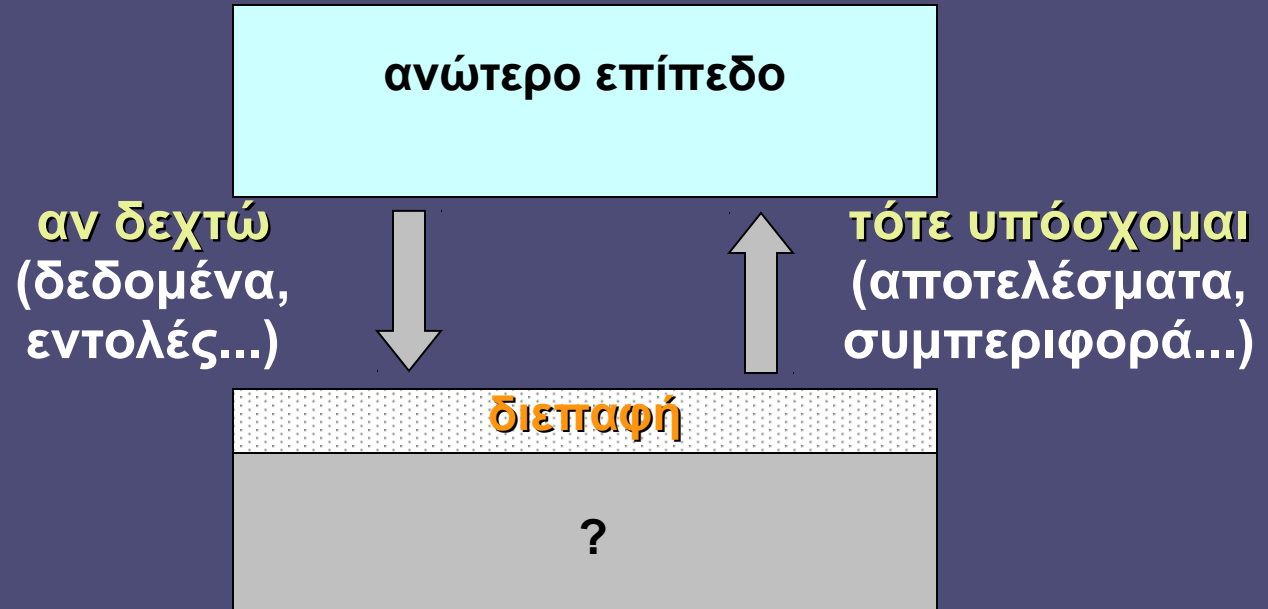 ανώτερο επίπεδο
αν δεχτώ
(δεδομένα,
εντολές...)
τότε υπόσχομαι
(αποτελέσματα,
συμπεριφορά...)
διεπαφή
?